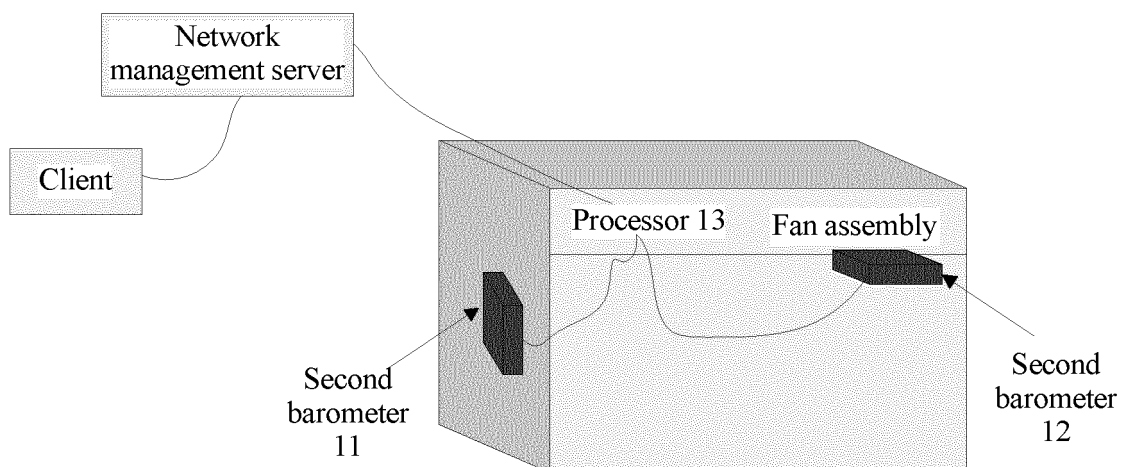 Network
management server
Client
Processor 13
Fan assembly
Second
barometer
11
Second
barometer
12